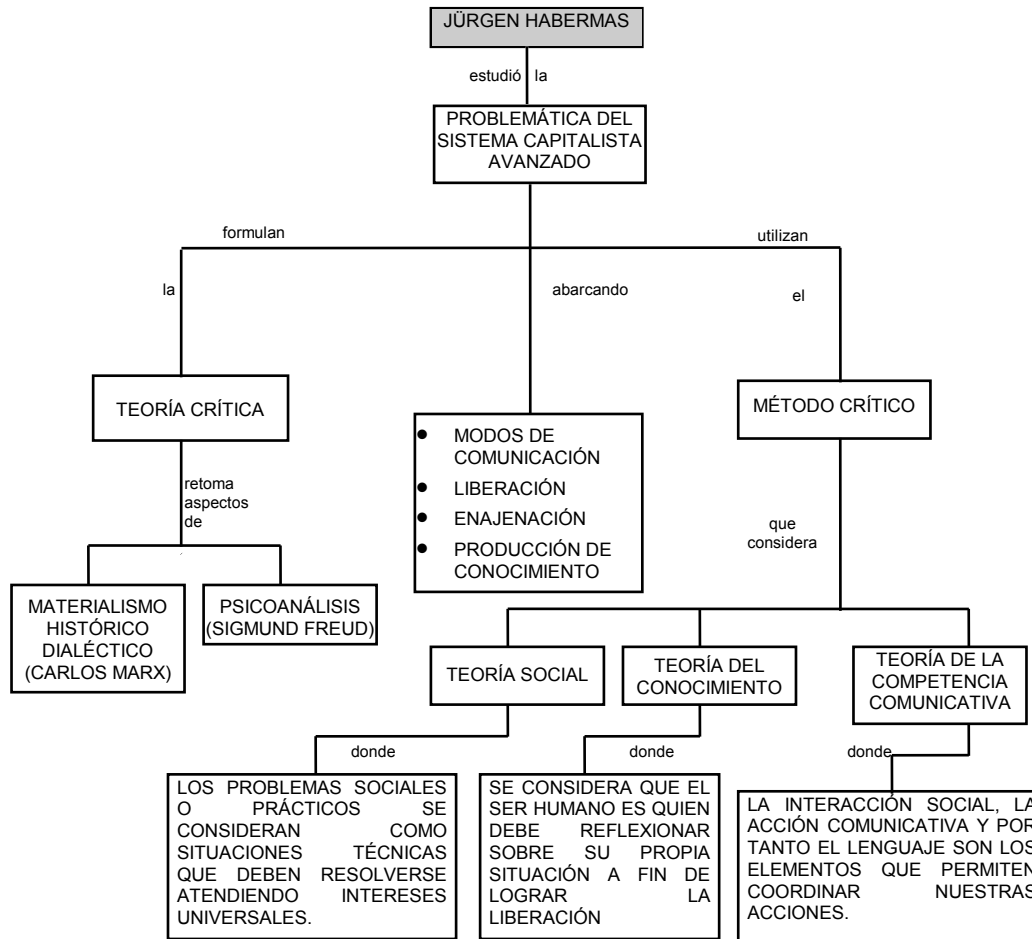 JÜRGEN HABERMAS
estudió la
PROBLEMÁTICA DEL
SISTEMA CAPITALISTA
AVANZADO
formulan
utilizan
la
abarcando
el
TEORÍA CRÍTICA
MÉTODO CRÍTICO
• MODOS DE
COMUNICACIÓN
• LIBERACIÓN
• ENAJENACIÓN
• PRODUCCIÓN DE
CONOCIMIENTO
retoma
aspectos
de
que
considera
MATERIALISMO
HISTÓRICO
DIALÉCTICO
(CARLOS MARX)
PSICOANÁLISIS
(SIGMUND FREUD)
TEORÍA SOCIAL
TEORÍA DEL
CONOCIMIENTO
TEORÍA DE LA
COMPETENCIA
COMUNICATIVA
donde
donde
donde
LOS PROBLEMAS SOCIALES
O PRÁCTICOS SE
CONSIDERAN COMO
SITUACIONES TÉCNICAS
QUE DEBEN RESOLVERSE
ATENDIENDO INTERESES
UNIVERSALES.
SE CONSIDERA QUE EL
SER HUMANO ES QUIEN
DEBE REFLEXIONAR
SOBRE SU PROPIA
SITUACIÓN A FIN DE
LOGRAR LA
LIBERACIÓN
LA INTERACCIÓN SOCIAL, LA
ACCIÓN COMUNICATIVA Y POR
TANTO EL LENGUAJE SON LOS
ELEMENTOS QUE PERMITEN
COORDINAR NUESTRAS
ACCIONES.